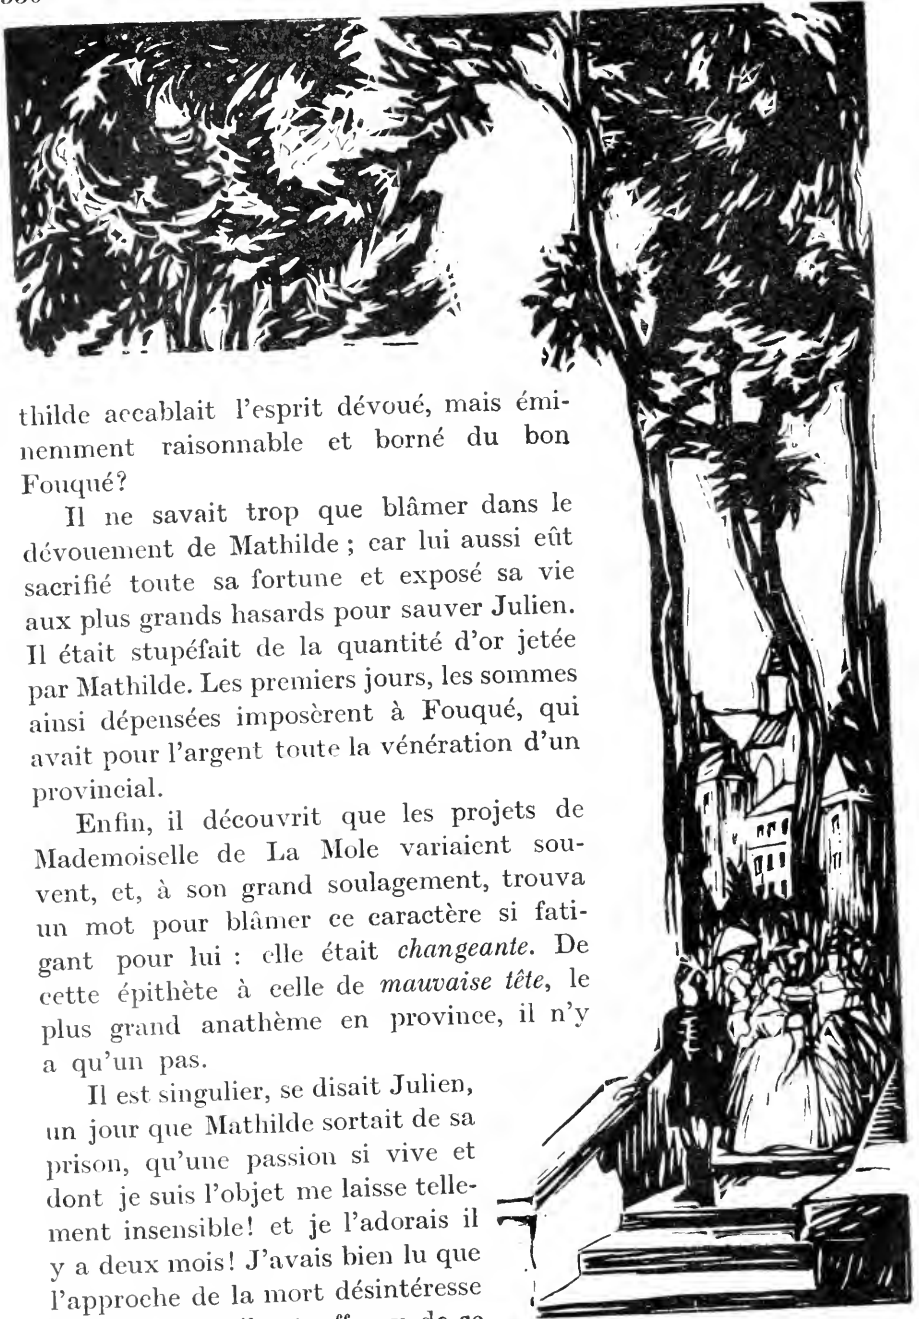 thilde accablait l'esprit dévoué, mais émi-
nemment raisonnable et borné du bon
Fouqué?
Il ne savait trop que blâmer dans le
dévouement de Mathilde ; car lui aussi eût
sacrifié toute sa fortune et exposé sa vie
aux plus grands hasards pour sauver Julien.
Il était stupéfait de la quantité d'or jetée
par Mathilde. Les premiers jours, les sommes
ainsi dépensées imposèrent à Fouqué, qui
avait pour l'argent toute la vénération d'un
provincial.
Enfin, il découvrit que les projets de
Mademoiselle de La Mole variaient sou-
vent, et, à son grand soulagement, trouva
un mot pour blâmer ce caractère si fati-
gant pour lui : elle était changeante. De
cette épithète à celle de mauvaise tête, le
plus grand anathème en province, il n'y
a qu'un pas.
Il est singulier, se disait Julien,
un jour que Mathilde sortait de sa
prison, qu'une passion si vive et
dont je suis l'objet me laisse telle-
ment insensible! et je l'adorais il
y a deux mois! J'avais bien lu que
l'approche de la mort désintéresse